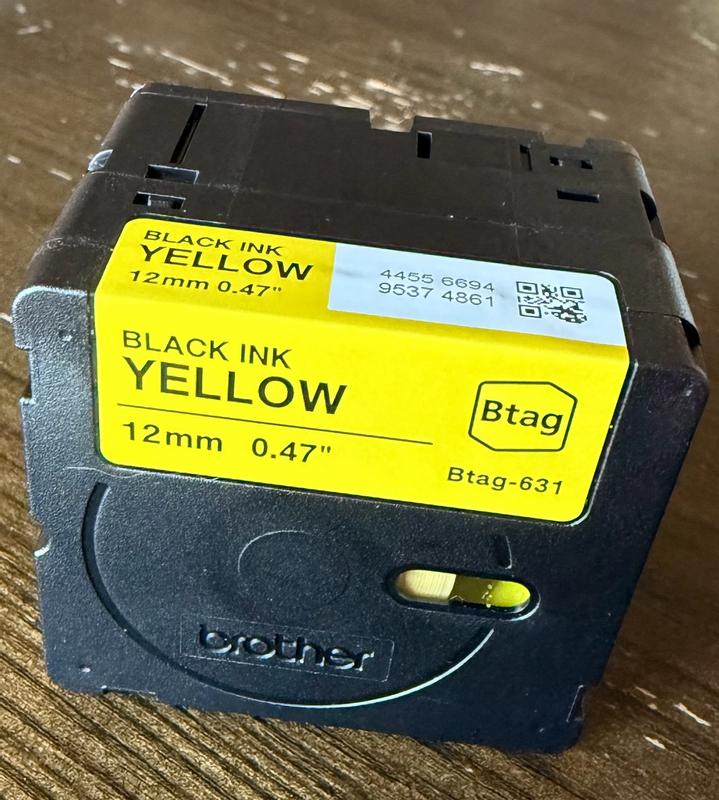 BLACK INK
YELLOW
12mm 0.47"
4455 6694
9537 4861
BLACK INK
YELLOW
12mm 0.47"
Btag
Btag-631
brother